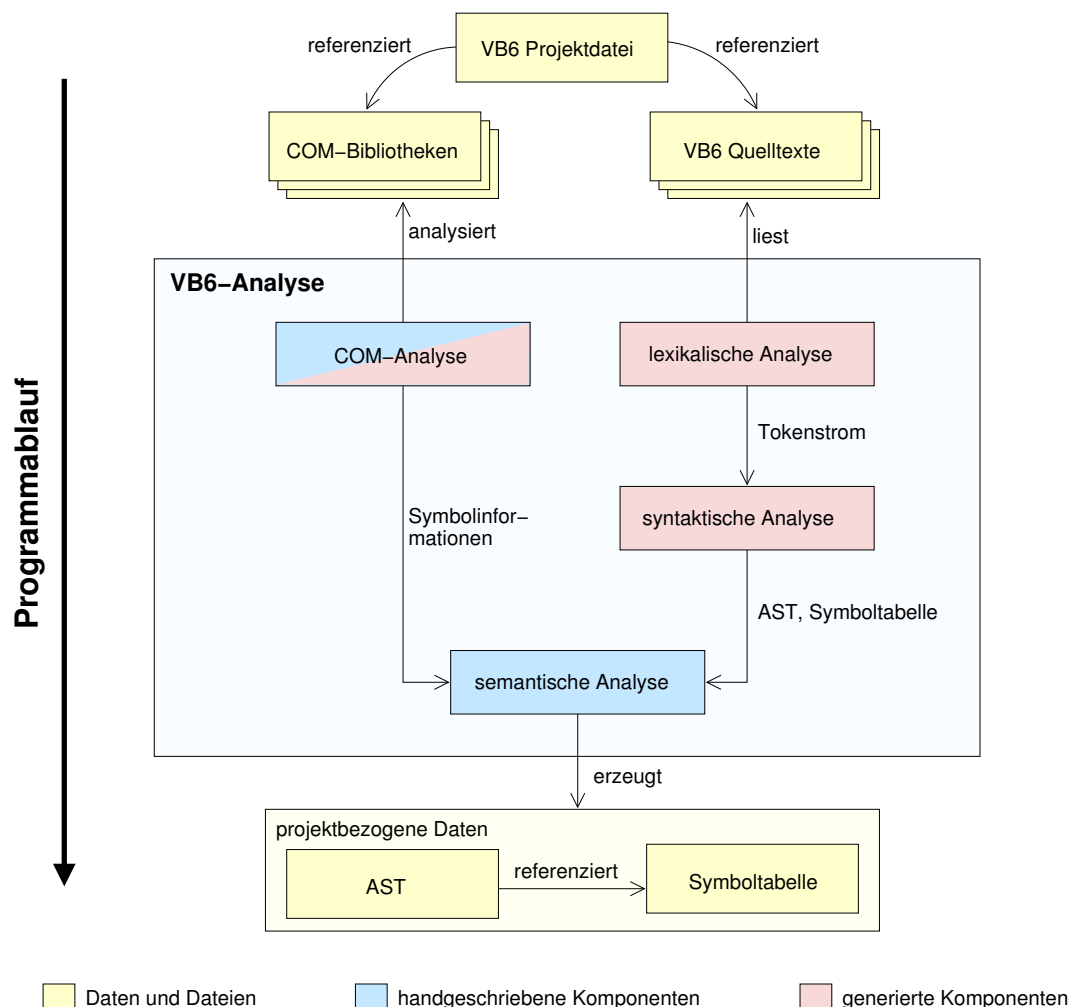 VB6 Projektdatei
referenziert
referenziert
COM−Bibliotheken
VB6 Quelltexte
analysiert
liest
VB6−Analyse
COM−Analyse
lexikalische Analyse
Tokenstrom
Symbolinfor−
mationen
syntaktische Analyse
AST, Symboltabelle
semantische Analyse
erzeugt
projektbezogene Daten
AST
referenziert
Symboltabelle
Programmablauf
Daten und Dateien
handgeschriebene Komponenten
generierte Komponenten